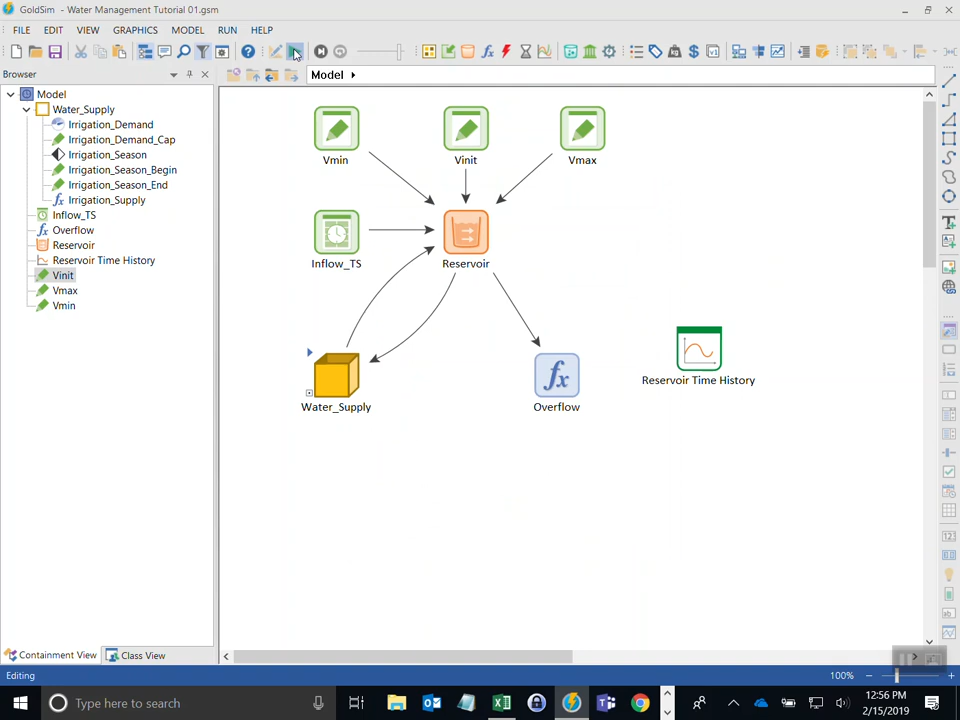 GoldSim - Water Management Tutorial 01.gsm
FILE EDIT VIEW GRAPHICS MODEL RUN HELP
Browser
Model
Model
Water_Supply
Irrigation_Demand
Irrigation_Demand_Cap
Irrigation_Season
Irrigation_Season_Begin
Irrigation_Season_End
Irrigation_Supply
Inflow_TS
Overflow
Reservoir
Reservoir Time History
Vinit
Vmax
Vmin
Vmin
Vinit
Vmax
Inflow_TS
Reservoir
Water_Supply
fx
Overflow
Reservoir Time History
Containment View
Class View
Editing
100%
Type here to search
12:56 PM
2/15/2019